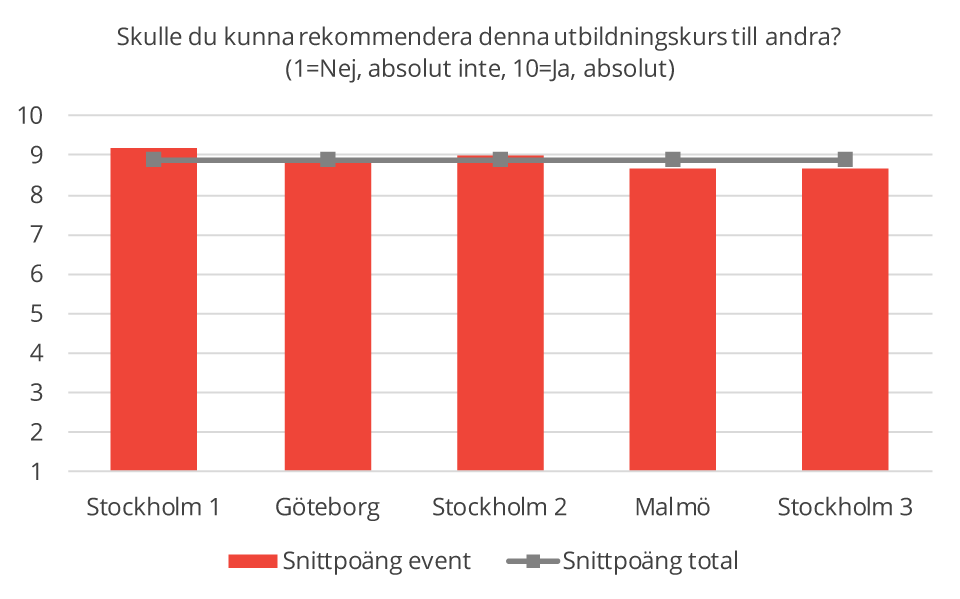 Skulle du kunna rekommendera denna utbildningskurs till andra?
(1=Nej, absolut inte, 10=Ja, absolut)
10
9
8
7
6
5
4
3
2
1
Stockholm 1 Göteborg Stockholm 2 Malmö Stockholm 3
Snittpoäng event Snittpoäng total